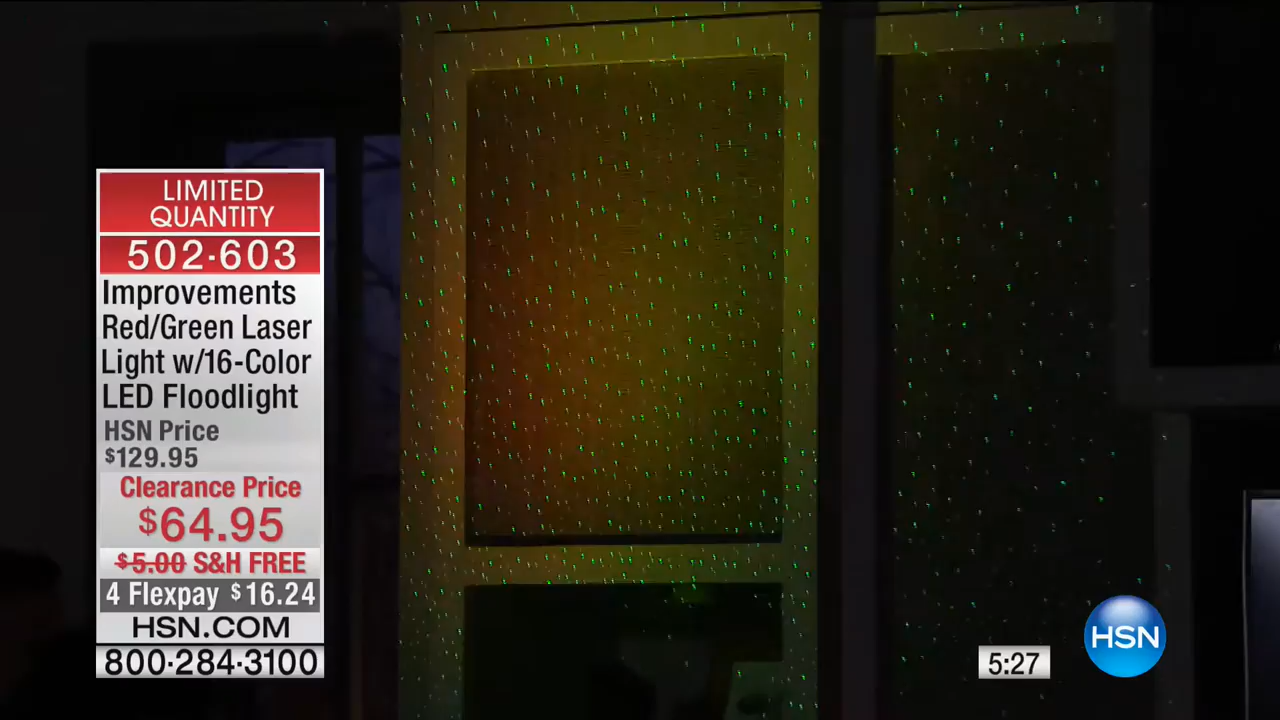 LIMITED
QUANTITY
502·603
Improvements
Red/Green Laser
Light w/16-Color
LED Floodlight
HSN Price
$129.95
Clearance Price
$64.95
$5.00 S&H FREE
4 Flexpay $16.24
HSN.COM
800·284·3100
5:27
HSN